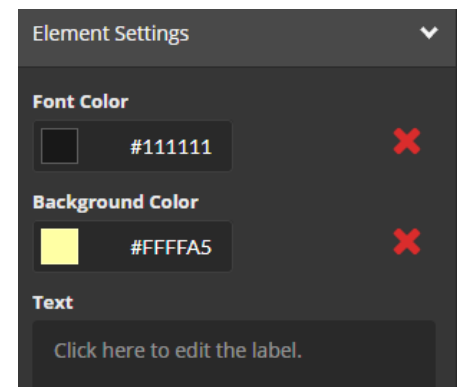 Element Settings
Font Color
#111111
Background Color
#FFFFA5
Text
Click here to edit the label.